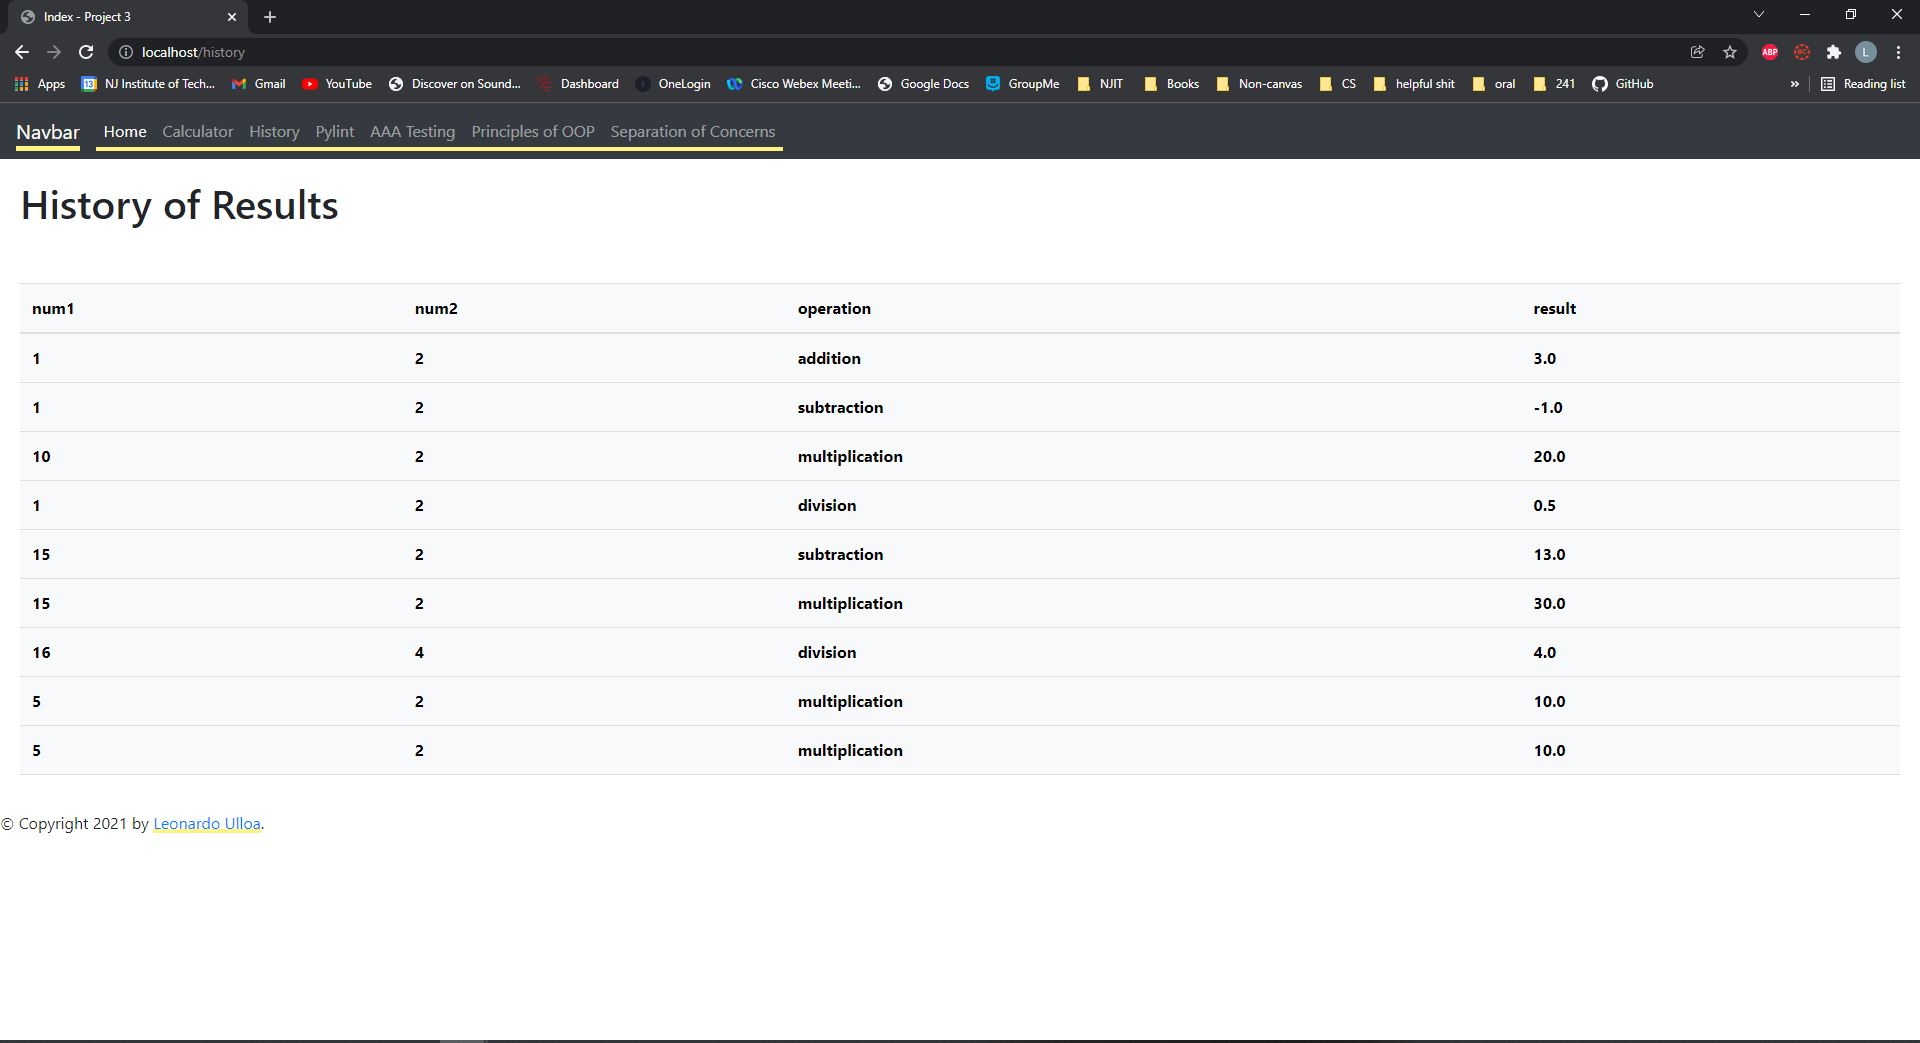 Index - Project 3
localhost/history
Apps NJ Institute of Tech... Gmail YouTube Discover on Sound... Dashboard OneLogin Cisco Webex Meeti... Google Docs GroupMe NJIT Books Non-canvas CS helpful shit oral 241 GitHub » Reading list
Navbar Home Calculator History Pylint AAA Testing Principles of OOP Separation of Concerns
History of Results
num1 num2 operation result
1 2 addition 3.0
1 2 subtraction -1.0
10 2 multiplication 20.0
1 2 division 0.5
15 2 subtraction 13.0
15 2 multiplication 30.0
16 4 division 4.0
5 2 multiplication 10.0
5 2 multiplication 10.0
© Copyright 2021 by Leonardo Ulloa.